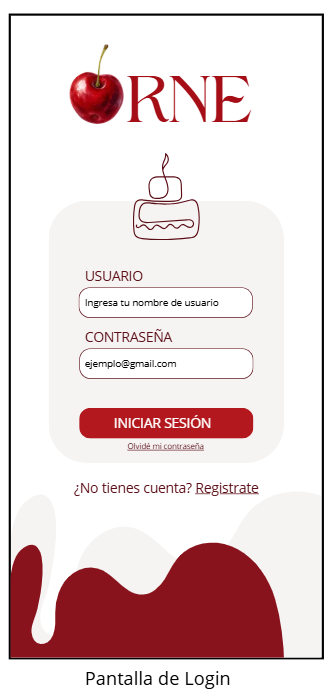 RNE
USUARIO
Ingresa tu nombre de usuario
CONTRASEÑA
ejemplo@gmail.com
INICIAR SESIÓN
Olvidé mi contraseña
¿No tienes cuenta? Registrate
Pantalla de Login